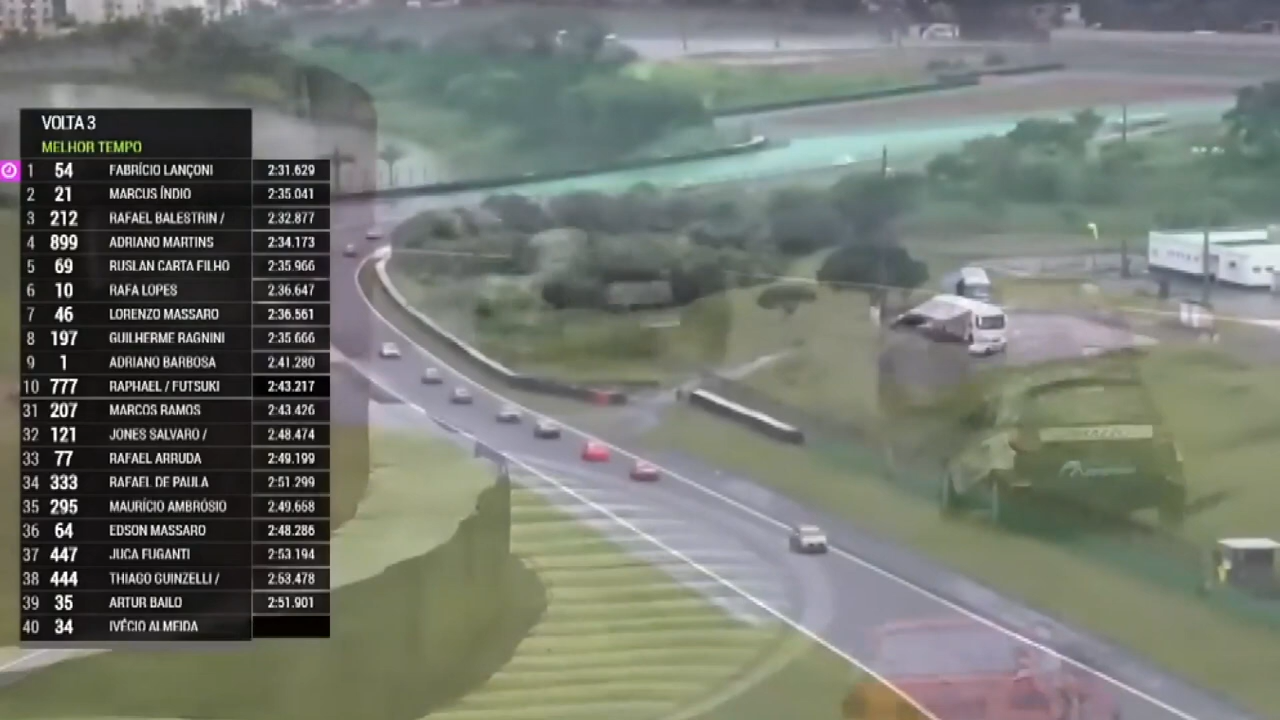 VOLTA 3
MELHOR TEMPO
1 54 FABRÍCIO LANÇONI 2:31.629
2 21 MARCUS ÍNDIO 2:35.041
3 212 RAFAEL BALESTRIN / 2:32.877
4 899 ADRIANO MARTINS 2:34.173
5 69 RUSLAN CARTA FILHO 2:35.966
6 10 RAFA LOPES 2:36.647
7 46 LORENZO MASSARO 2:36.561
8 197 GUILHERME RAGNINI 2:35.666
9 1 ADRIANO BARBOSA 2:41.280
10 777 RAPHAEL / FUTSUKI 2:43.217
31 207 MARCOS RAMOS 2:43.426
32 121 JONES SALVARO / 2:48.474
33 77 RAFAEL ARRUDA 2:49.199
34 333 RAFAEL DE PAULA 2:51.299
35 295 MAURÍCIO AMBRÓSIO 2:49.668
36 64 EDSON MASSARO 2:48.286
37 447 JUCA FUGANTI 2:53.194
38 444 THIAGO GUINZELLI / 2:53.478
39 35 ARTUR BAILO 2:51.901
40 34 IVÉCIO ALMEIDA